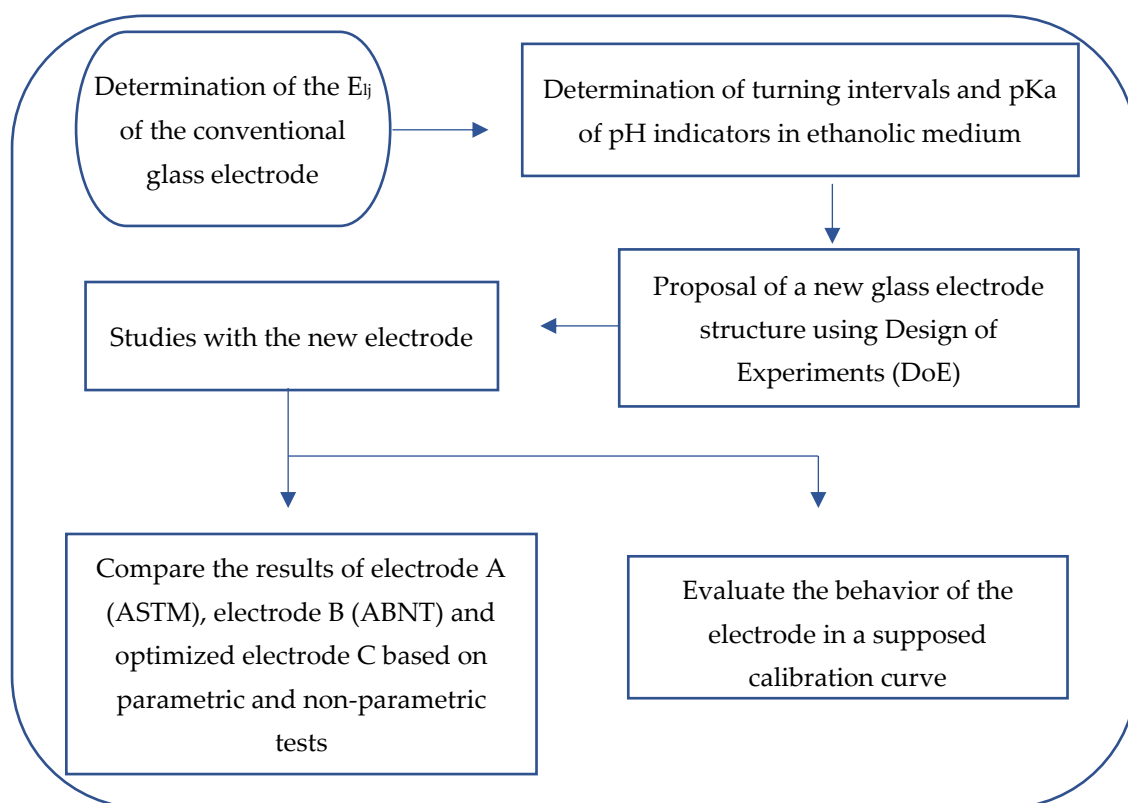 Determination of the Elj
of the conventional
glass electrode
Determination of turning intervals and pKa
of pH indicators in ethanolic medium
Proposal of a new glass electrode
structure using Design of
Experiments (DoE)
Studies with the new electrode
Compare the results of electrode A
(ASTM), electrode B (ABNT) and
optimized electrode C based on
parametric and non-parametric
tests
Evaluate the behavior of the
electrode in a supposed
calibration curve